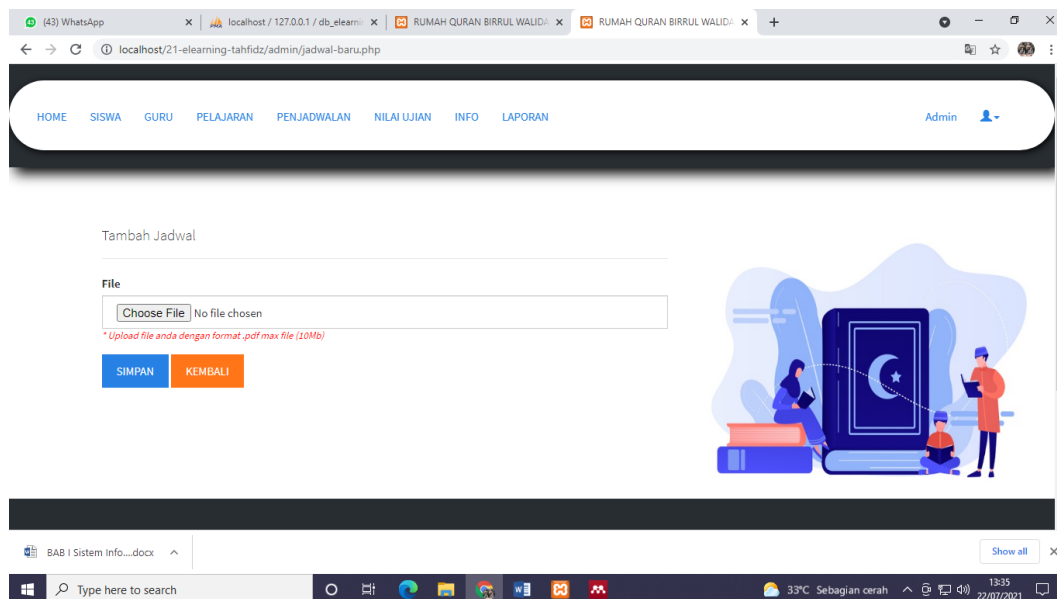 (43) WhatsApp
localhost / 127.0.0.1 / db_elearni
RUMAH QURAN BIRRUL WALIDA
RUMAH QURAN BIRRUL WALIDA
localhost/21-elearning-tahfidz/admin/jadwal-baru.php
HOME SISWA GURU PELAJARAN PENJADWALAN NILAI UJIAN INFO LAPORAN Admin
Tambah Jadwal
File
Choose File No file chosen
* Upload file anda dengan format .pdf max file (10Mb)
SIMPAN KEMBALI
BAB I Sistem Info....docx Show all
Type here to search 33°C Sebagian cerah 13:35
22/07/2021